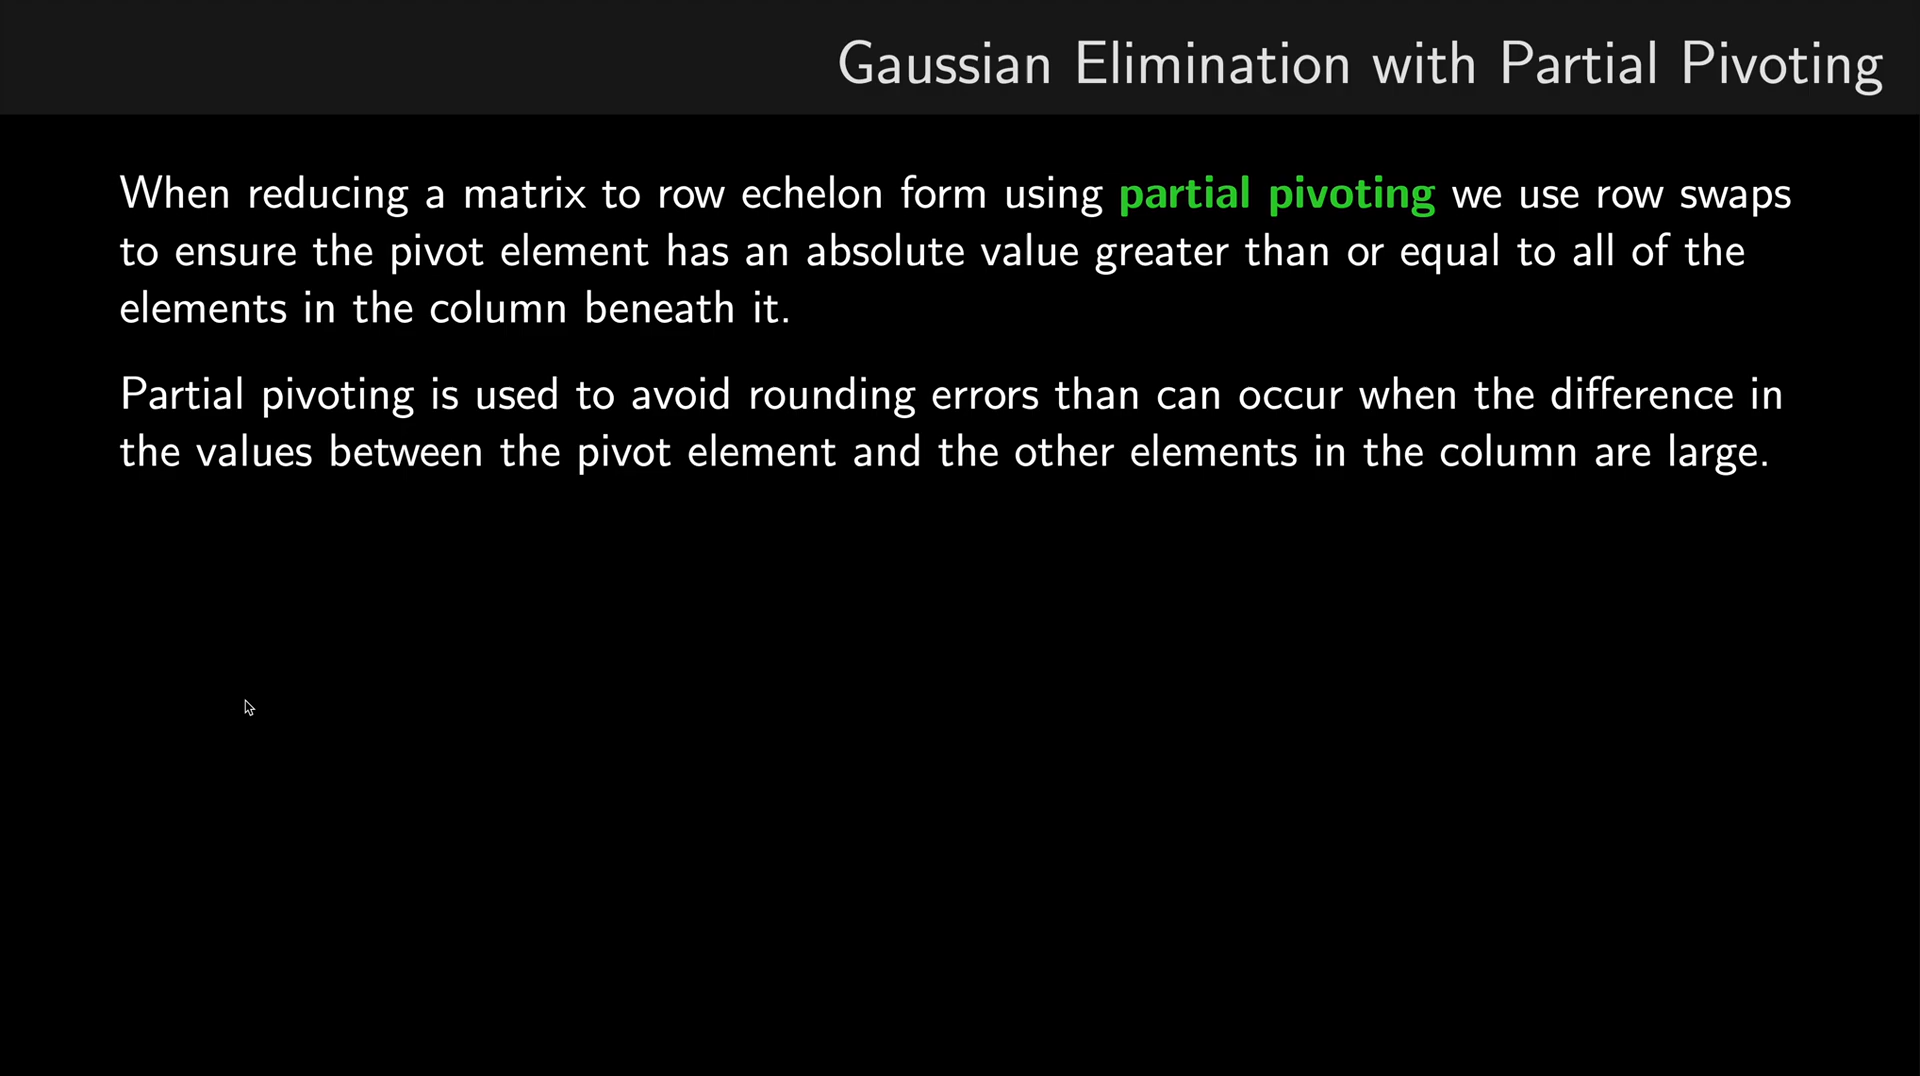 Gaussian Elimination with Partial Pivoting
When reducing a matrix to row echelon form using partial pivoting we use row swaps
to ensure the pivot element has an absolute value greater than or equal to all of the
elements in the column beneath it.
Partial pivoting is used to avoid rounding errors than can occur when the difference in
the values between the pivot element and the other elements in the column are large.